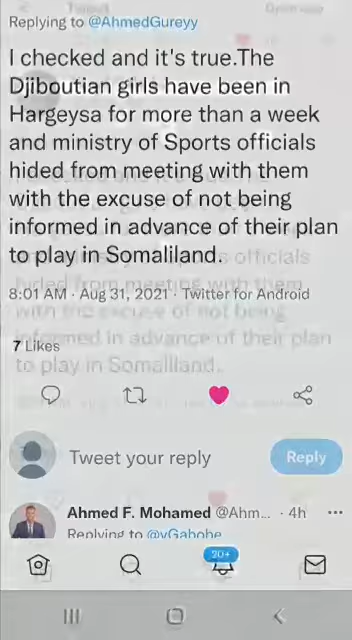 Replying to @AhmedGureyy
I checked and it's true.The
Djiboutian girls have been in
Hargeysa for more than a week
and ministry of Sports officials
hided from meeting with them
with the excuse of not being
informed in advance of their plan
to play in Somaliland.
8:01 AM · Aug 31, 2021 · Twitter for Android
7 Likes
Tweet your reply
Reply
Ahmed F. Mohamed @Ahm... · 4h
Replying to @yGabobe
20+